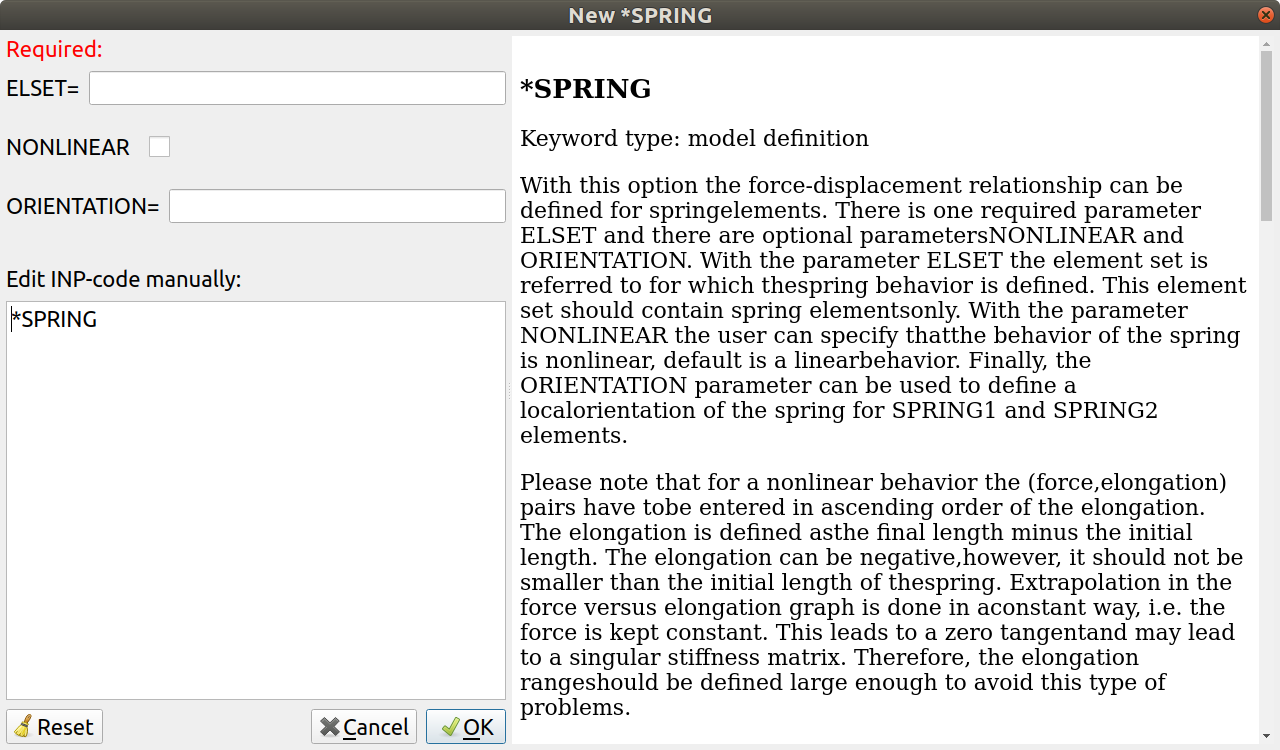 New *SPRING
Required:
ELSET=
NONLINEAR
ORIENTATION=
Edit INP-code manually:
*SPRING
Reset
Cancel
OK
*SPRING
Keyword type: model definition
With this option the force-displacement relationship can be
defined for springelements. There is one required parameter
ELSET and there are optional parametersNONLINEAR and
ORIENTATION. With the parameter ELSET the element set is
referred to for which thespring behavior is defined. This element
set should contain spring elementsonly. With the parameter
NONLINEAR the user can specify thatthe behavior of the spring
is nonlinear, default is a linearbehavior. Finally, the
ORIENTATION parameter can be used to define a
localorientation of the spring for SPRING1 and SPRING2
elements.
Please note that for a nonlinear behavior the (force,elongation)
pairs have tobe entered in ascending order of the elongation.
The elongation is defined asthe final length minus the initial
length. The elongation can be negative,however, it should not be
smaller than the initial length of thespring. Extrapolation in the
force versus elongation graph is done in aconstant way, i.e. the
force is kept constant. This leads to a zero tangentand may lead
to a singular stiffness matrix. Therefore, the elongation
rangeshould be defined large enough to avoid this type of
problems.